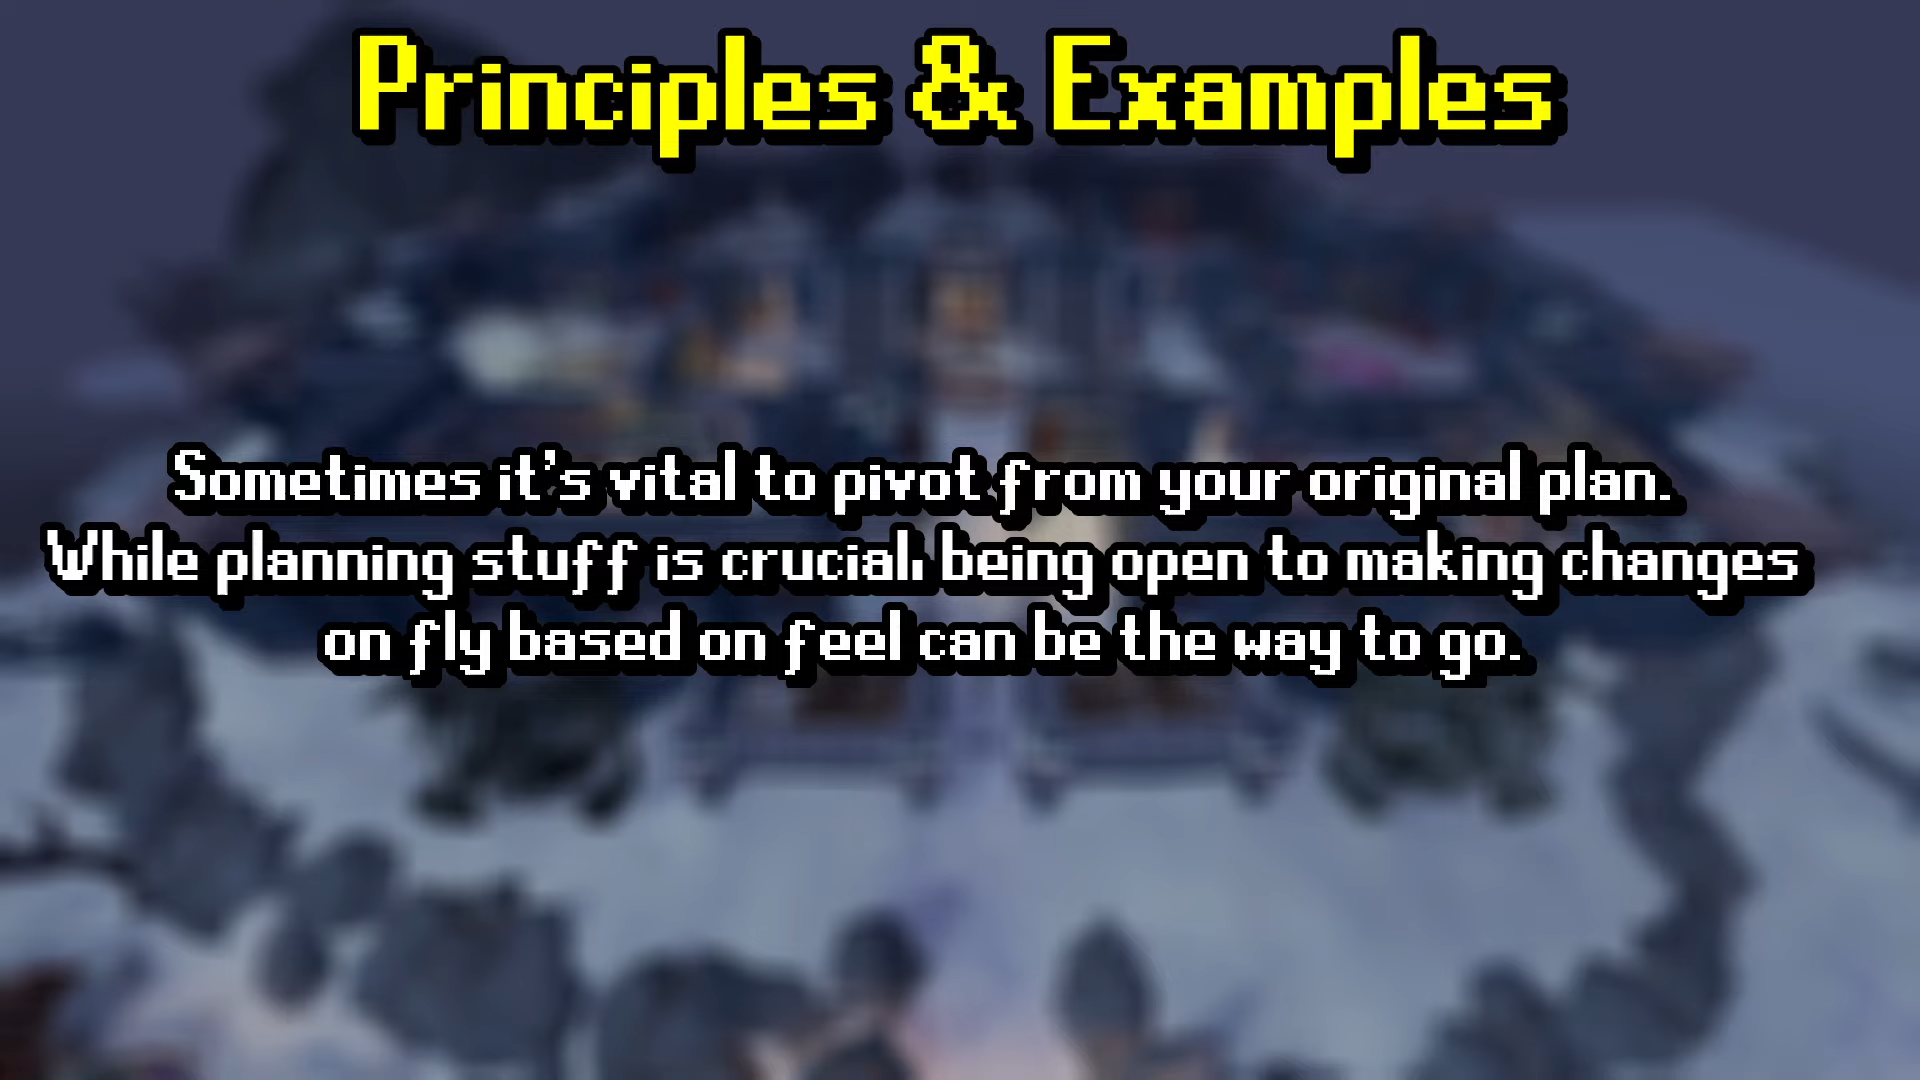 Principles & Examples
Sometimes it's vital to pivot from your original plan.
While planning stuff is crucial, being open to making changes
on fly based on feel can be the way to go.